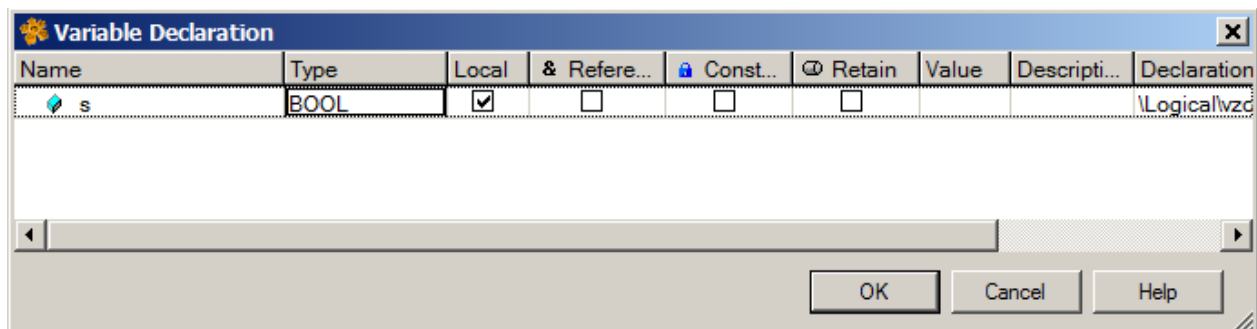 Variable Declaration
Name Type Local & Refere... Const... Retain Value Descripti... Declaration
s BOOL \Logical\vzd
OK Cancel Help